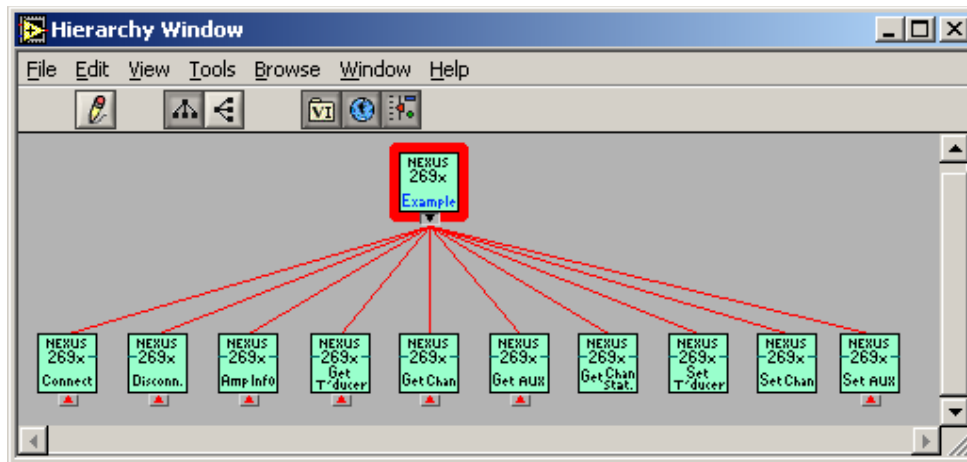 Hierarchy Window
File Edit View Tools Browse Window Help
VI
NEXUS
269x
Example
NEXUS
269x
Connect
NEXUS
269x
Disconn.
NEXUS
269x
Amp Info
NEXUS
269x
Get
T'ducer
NEXUS
269x
Get Chan
NEXUS
269x
Get AUX
NEXUS
269x
Get Chan
Stat.
NEXUS
269x
Set
T'ducer
NEXUS
269x
Set Chan
NEXUS
269x
Set AUX